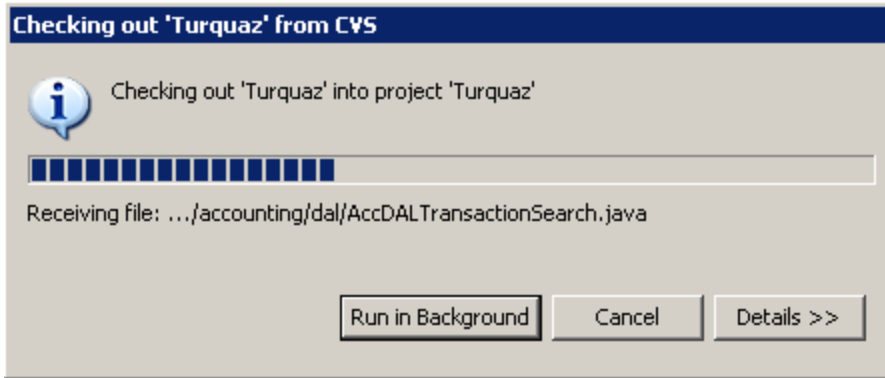 Checking out 'Turquaz' from CVS
Checking out 'Turquaz' into project 'Turquaz'
Receiving file: .../accounting/dal/AccDALTransactionSearch.java
Run in Background Cancel Details >>